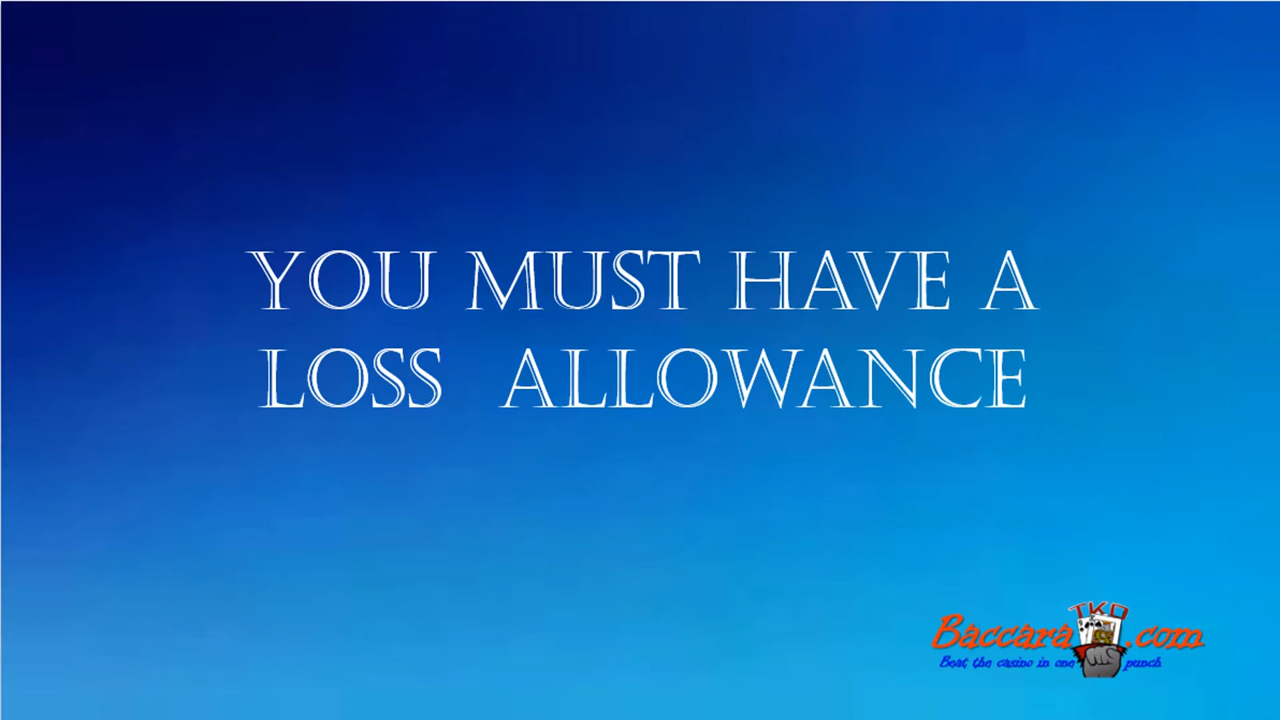 YOU MUST HAVE A
LOSS ALLOWANCE
TKO
Baccara .com
Beat the casino in one punch